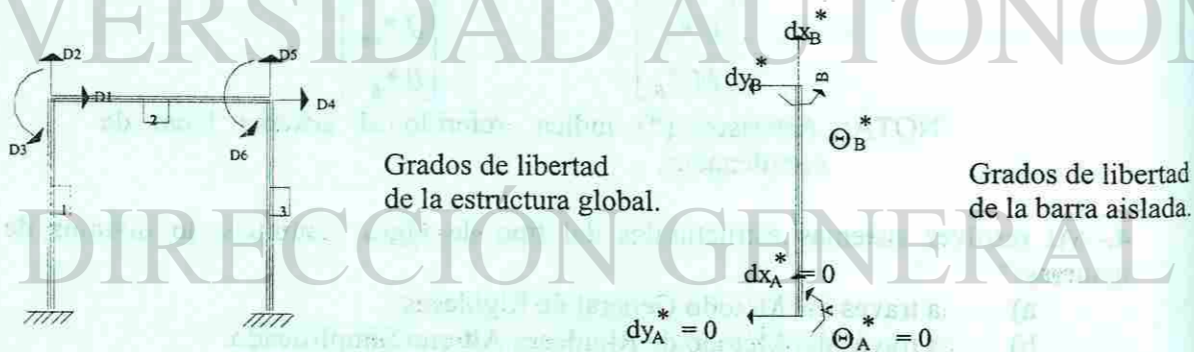 VERSIDAD AUTÓNOM
D2
D5
dx_B*
D1
D4
dy_B*
B
2
D3
D6
Θ_B*
Grados de libertad
de la estructura global.
Grados de libertad
de la barra aislada.
1
3
DIRECCIÓN GENERAL
dx_A* = 0
A
dy_A* = 0
Θ_A* = 0